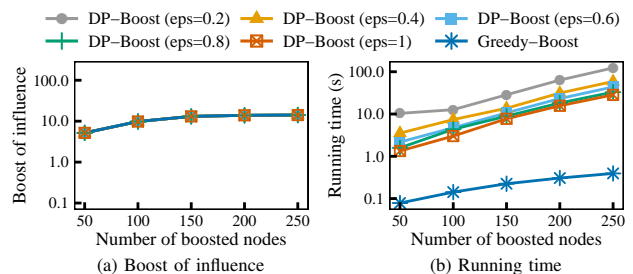 DP−Boost (eps=0.2) DP−Boost (eps=0.4) DP−Boost (eps=0.6)
DP−Boost (eps=0.8) DP−Boost (eps=1) Greedy−Boost
Boost of influence
100.0
10.0
1.0
0.1
50 100 150 200 250
Number of boosted nodes
(a) Boost of influence
Running time (s)
100.0
10.0
1.0
0.1
50 100 150 200 250
Number of boosted nodes
(b) Running time